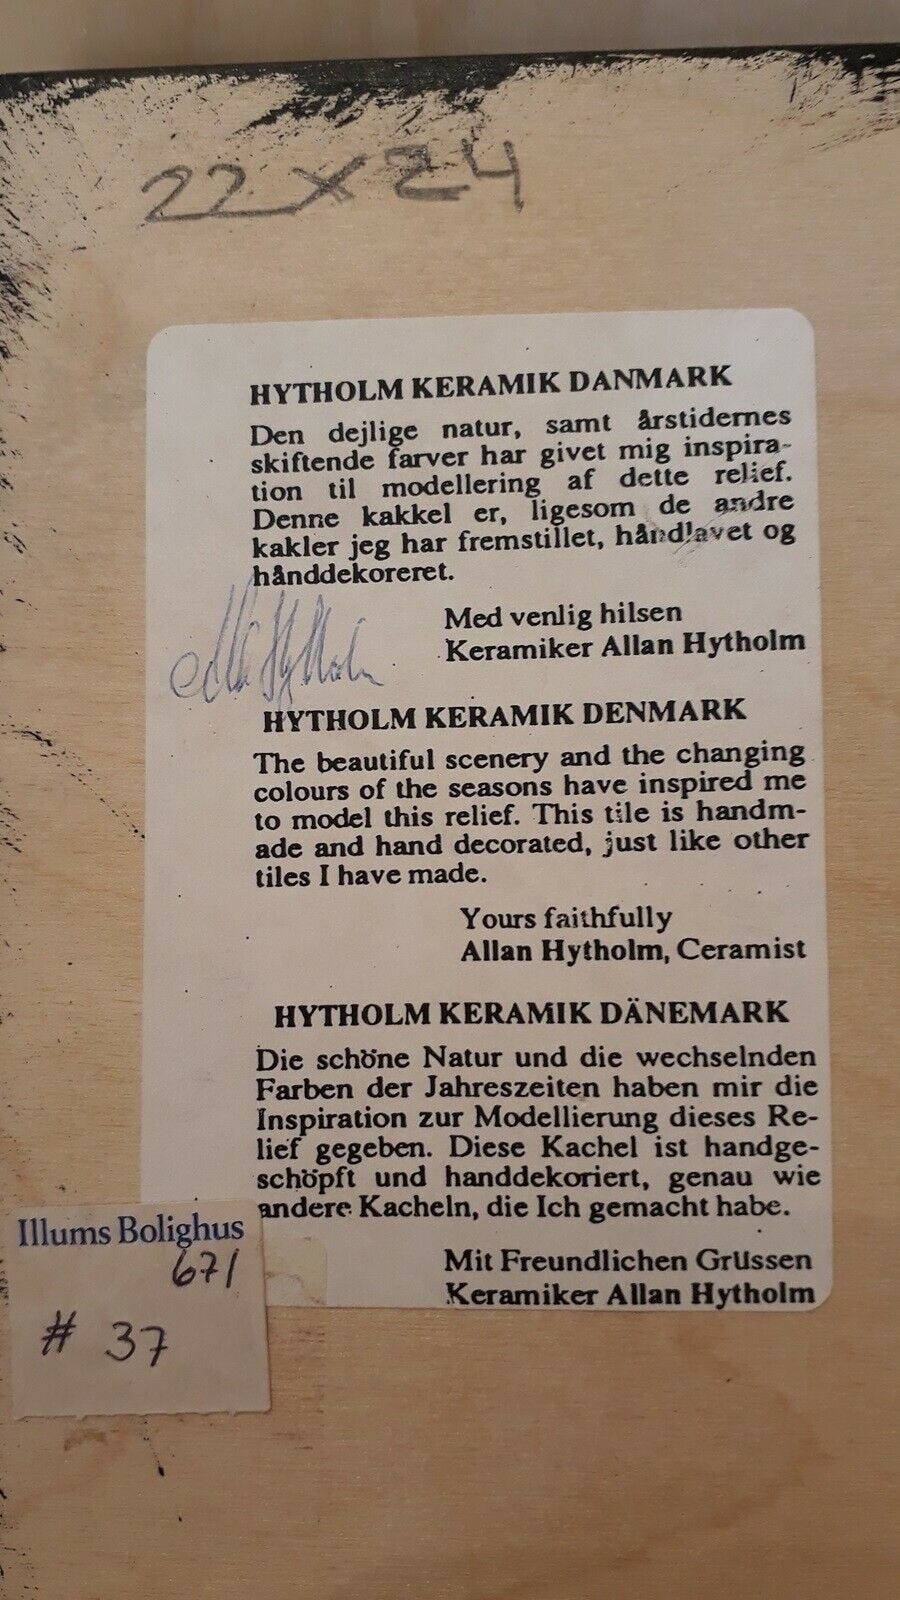 22 x 24
HYTHOLM KERAMIK DANMARK
Den dejlige natur, samt årstidernes
skiftende farver har givet mig inspira-
tion til modellering af dette relief.
Denne kakkel er, ligesom de andre
kakler jeg har fremstillet, håndlavet og
hånddekoreret.
Med venlig hilsen
Keramiker Allan Hytholm
HYTHOLM KERAMIK DENMARK
The beautiful scenery and the changing
colours of the seasons have inspired me
to model this relief. This tile is handm-
ade and hand decorated, just like other
tiles I have made.
Yours faithfully
Allan Hytholm, Ceramist
HYTHOLM KERAMIK DÄNEMARK
Die schöne Natur und die wechselnden
Farben der Jahreszeiten haben mir die
Inspiration zur Modellierung dieses Re-
lief gegeben. Diese Kachel ist handge-
schöpft und handdekoriert, genau wie
andere Kacheln, die Ich gemacht habe.
Mit Freundlichen Grüssen
Keramiker Allan Hytholm
Illums Bolighus
671
# 37